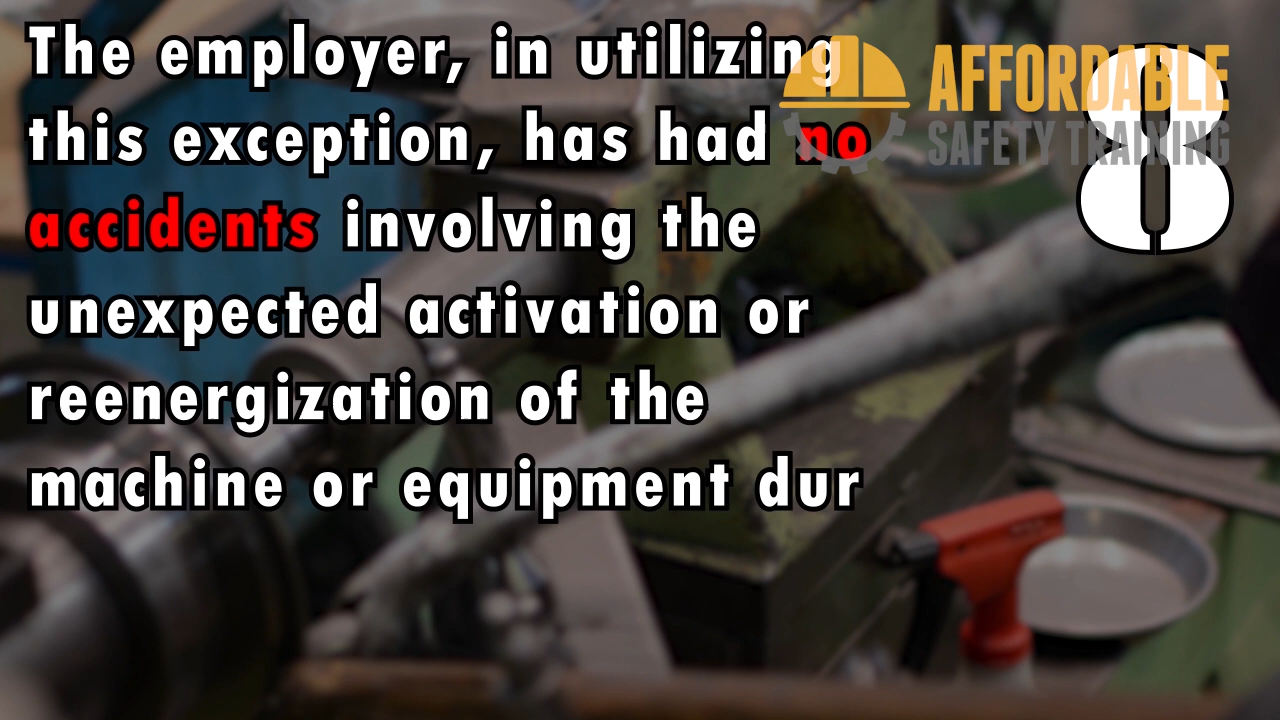 The employer, in utilizing
this exception, has had no
accidents involving the
unexpected activation or
reenergization of the
machine or equipment dur
8
AFFORDABLE
SAFETY TRAINING